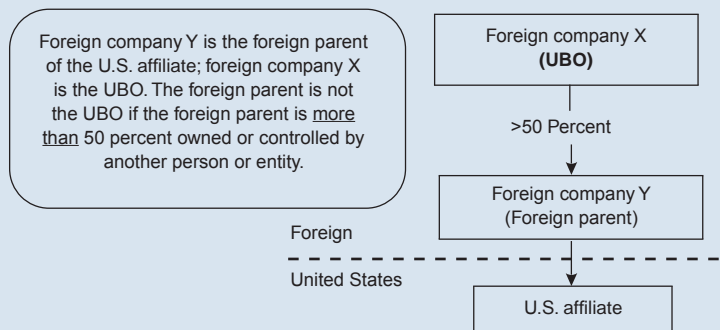 Foreign company Y is the foreign parent
of the U.S. affiliate; foreign company X
is the UBO. The foreign parent is not
the UBO if the foreign parent is more
than 50 percent owned or controlled by
another person or entity.
Foreign company X
(UBO)
>50 Percent
Foreign company Y
(Foreign parent)
Foreign
United States
U.S. affiliate